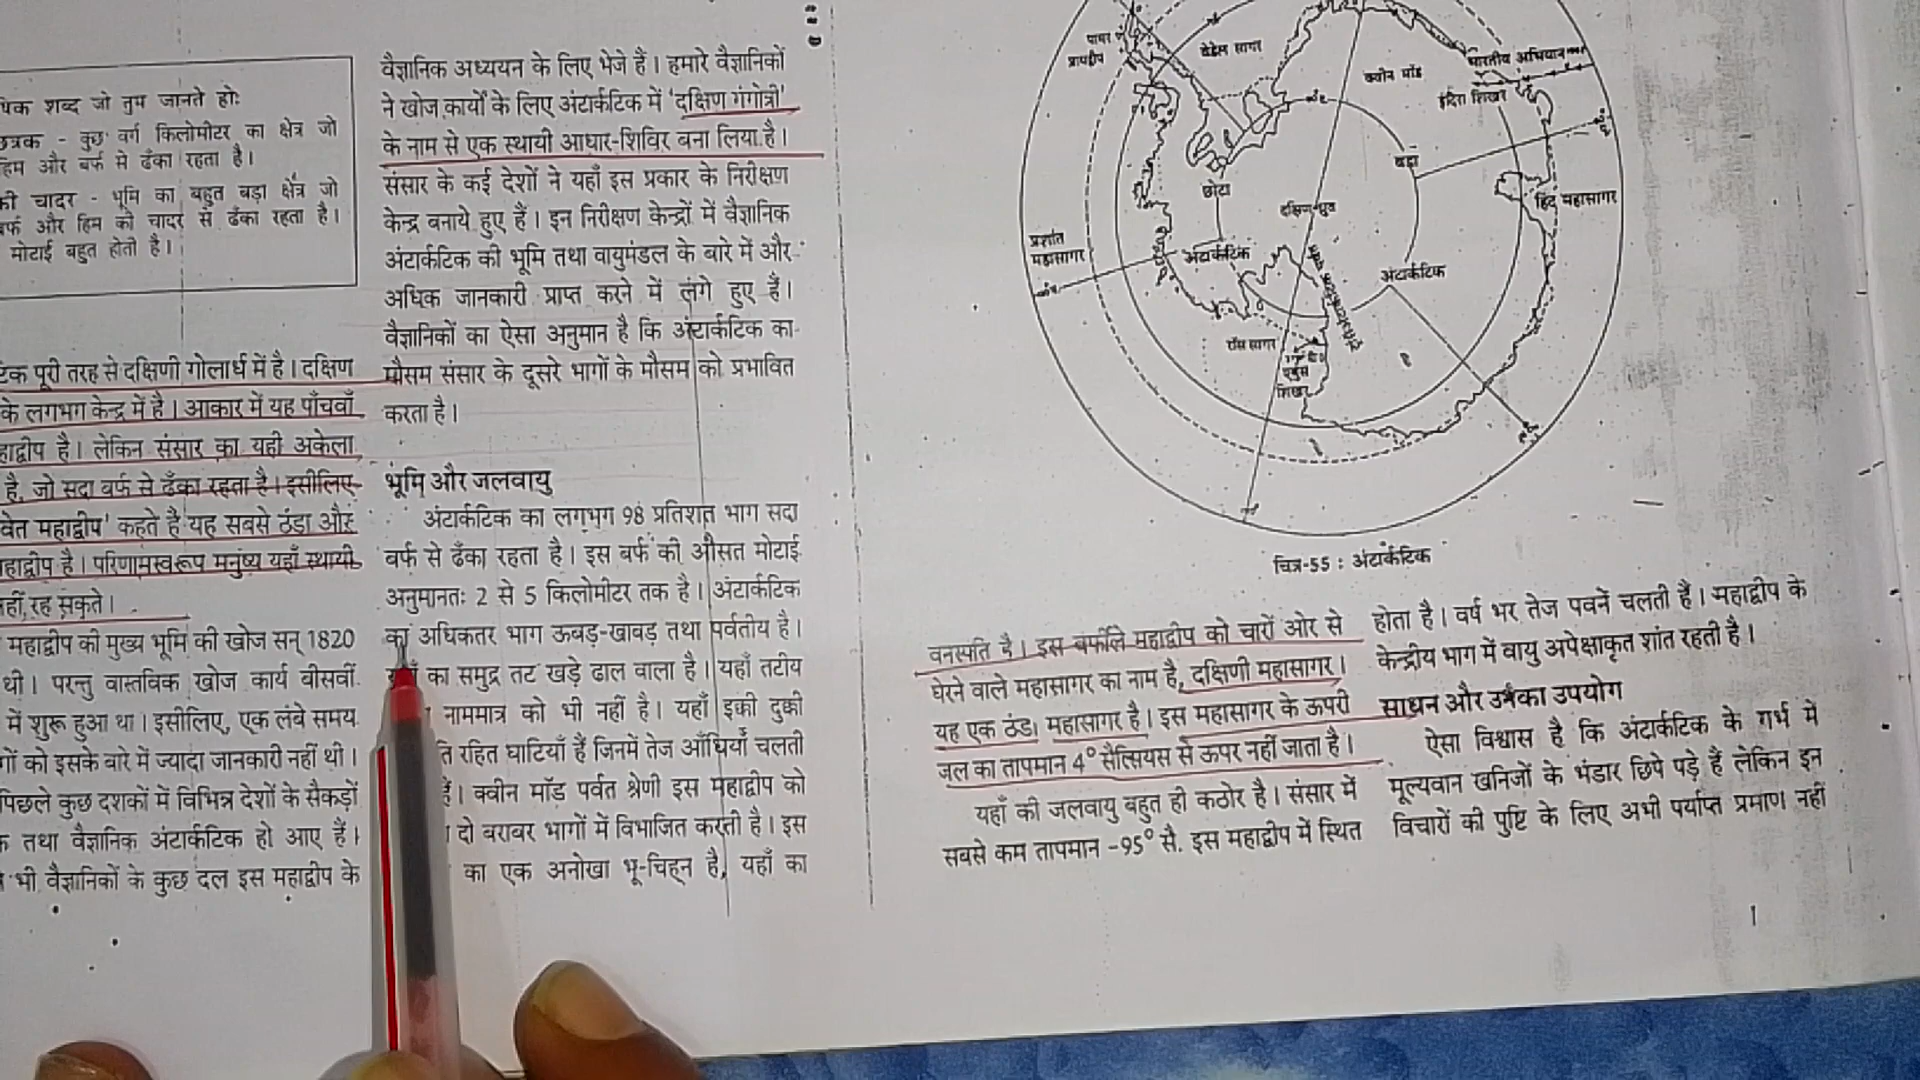 धिक शब्द जो तुम जानते हो:
छत्रक - कुछ वर्ग किलोमीटर का क्षेत्र जो
हिम और बर्फ से ढँका रहता है।
की चादर - भूमि का बहुत बड़ा क्षेत्र जो
बर्फ और हिम की चादर से ढँका रहता है।
मोटाई बहुत होती है।
टिक पूरी तरह से दक्षिणी गोलार्ध में है। दक्षिण
के लगभग केन्द्र में है। आकार में यह पाँचवाँ
हाद्वीप है। लेकिन संसार का यही अकेला
है, जो सदा बर्फ से ढँका रहता है। इसीलिए
वेत महाद्वीप' कहते हैं यह सबसे ठंडा और
महाद्वीप है। परिणामस्वरूप मनुष्य यहाँ स्थायी
नहीं रह सकते।
महाद्वीप की मुख्य भूमि की खोज सन् 1820
थी। परन्तु वास्तविक खोज कार्य बीसवीं
में शुरू हुआ था। इसीलिए, एक लंबे समय
गों को इसके बारे में ज्यादा जानकारी नहीं थी।
पिछले कुछ दशकों में विभिन्न देशों के सैकड़ों
क तथा वैज्ञानिक अंटार्कटिक हो आए हैं।
भी वैज्ञानिकों के कुछ दल इस महाद्वीप के
वैज्ञानिक अध्ययन के लिए भेजे हैं। हमारे वैज्ञानिकों
ने खोज कार्यों के लिए अंटार्कटिक में 'दक्षिण गंगोत्री'
के नाम से एक स्थायी आधार-शिविर बना लिया है।
संसार के कई देशों ने यहाँ इस प्रकार के निरीक्षण
केन्द्र बनाये हुए हैं। इन निरीक्षण केन्द्रों में वैज्ञानिक
अंटार्कटिक की भूमि तथा वायुमंडल के बारे में और
अधिक जानकारी प्राप्त करने में लगे हुए हैं।
वैज्ञानिकों का ऐसा अनुमान है कि अंटार्कटिक का
मौसम संसार के दूसरे भागों के मौसम को प्रभावित
करता है।
भूमि और जलवायु
अंटार्कटिक का लगभग 98 प्रतिशत भाग सदा
बर्फ से ढँका रहता है। इस बर्फ की औसत मोटाई
अनुमानतः 2 से 5 किलोमीटर तक है। अंटार्कटिक
का अधिकतर भाग ऊबड़-खाबड़ तथा पर्वतीय है।
यहाँ का समुद्र तट खड़े ढाल वाला है। यहाँ तटीय
नाममात्र को भी नहीं है। यहाँ इक्की दुक्की
ति रहित घाटियाँ हैं जिनमें तेज आँधियाँ चलती
हैं। क्वीन मॉड पर्वत श्रेणी इस महाद्वीप को
दो बराबर भागों में विभाजित करती है। इस
का एक अनोखा भू-चिह्न है, यहाँ का
प्रायद्वीप
वेडेल सागर
क्वीन मॉड
भारतीय अभियान
इंदिरा शिखर
बड़ा
छोटा
हिंद महासागर
दक्षिण ध्रुव
प्रशांत
महासागर
अंटार्कटिक
अंटार्कटिक
रॉस सागर
शिखर
चित्र-55 : अंटार्कटिक
वनस्पति है। इस बर्फीले महाद्वीप को चारों ओर से
घेरने वाले महासागर का नाम है, दक्षिणी महासागर।
यह एक ठंडा महासागर है। इस महासागर के ऊपरी
जल का तापमान 4° सैल्सियस से ऊपर नहीं जाता है।
यहाँ की जलवायु बहुत ही कठोर है। संसार में
सबसे कम तापमान -95° सै. इस महाद्वीप में स्थित
होता है। वर्ष भर तेज पवनें चलती हैं। महाद्वीप के
केन्द्रीय भाग में वायु अपेक्षाकृत शांत रहती है।
साधन और उनका उपयोग
ऐसा विश्वास है कि अंटार्कटिक के गर्भ में
मूल्यवान खनिजों के भंडार छिपे पड़े हैं लेकिन इन
विचारों की पुष्टि के लिए अभी पर्याप्त प्रमाण नहीं
1